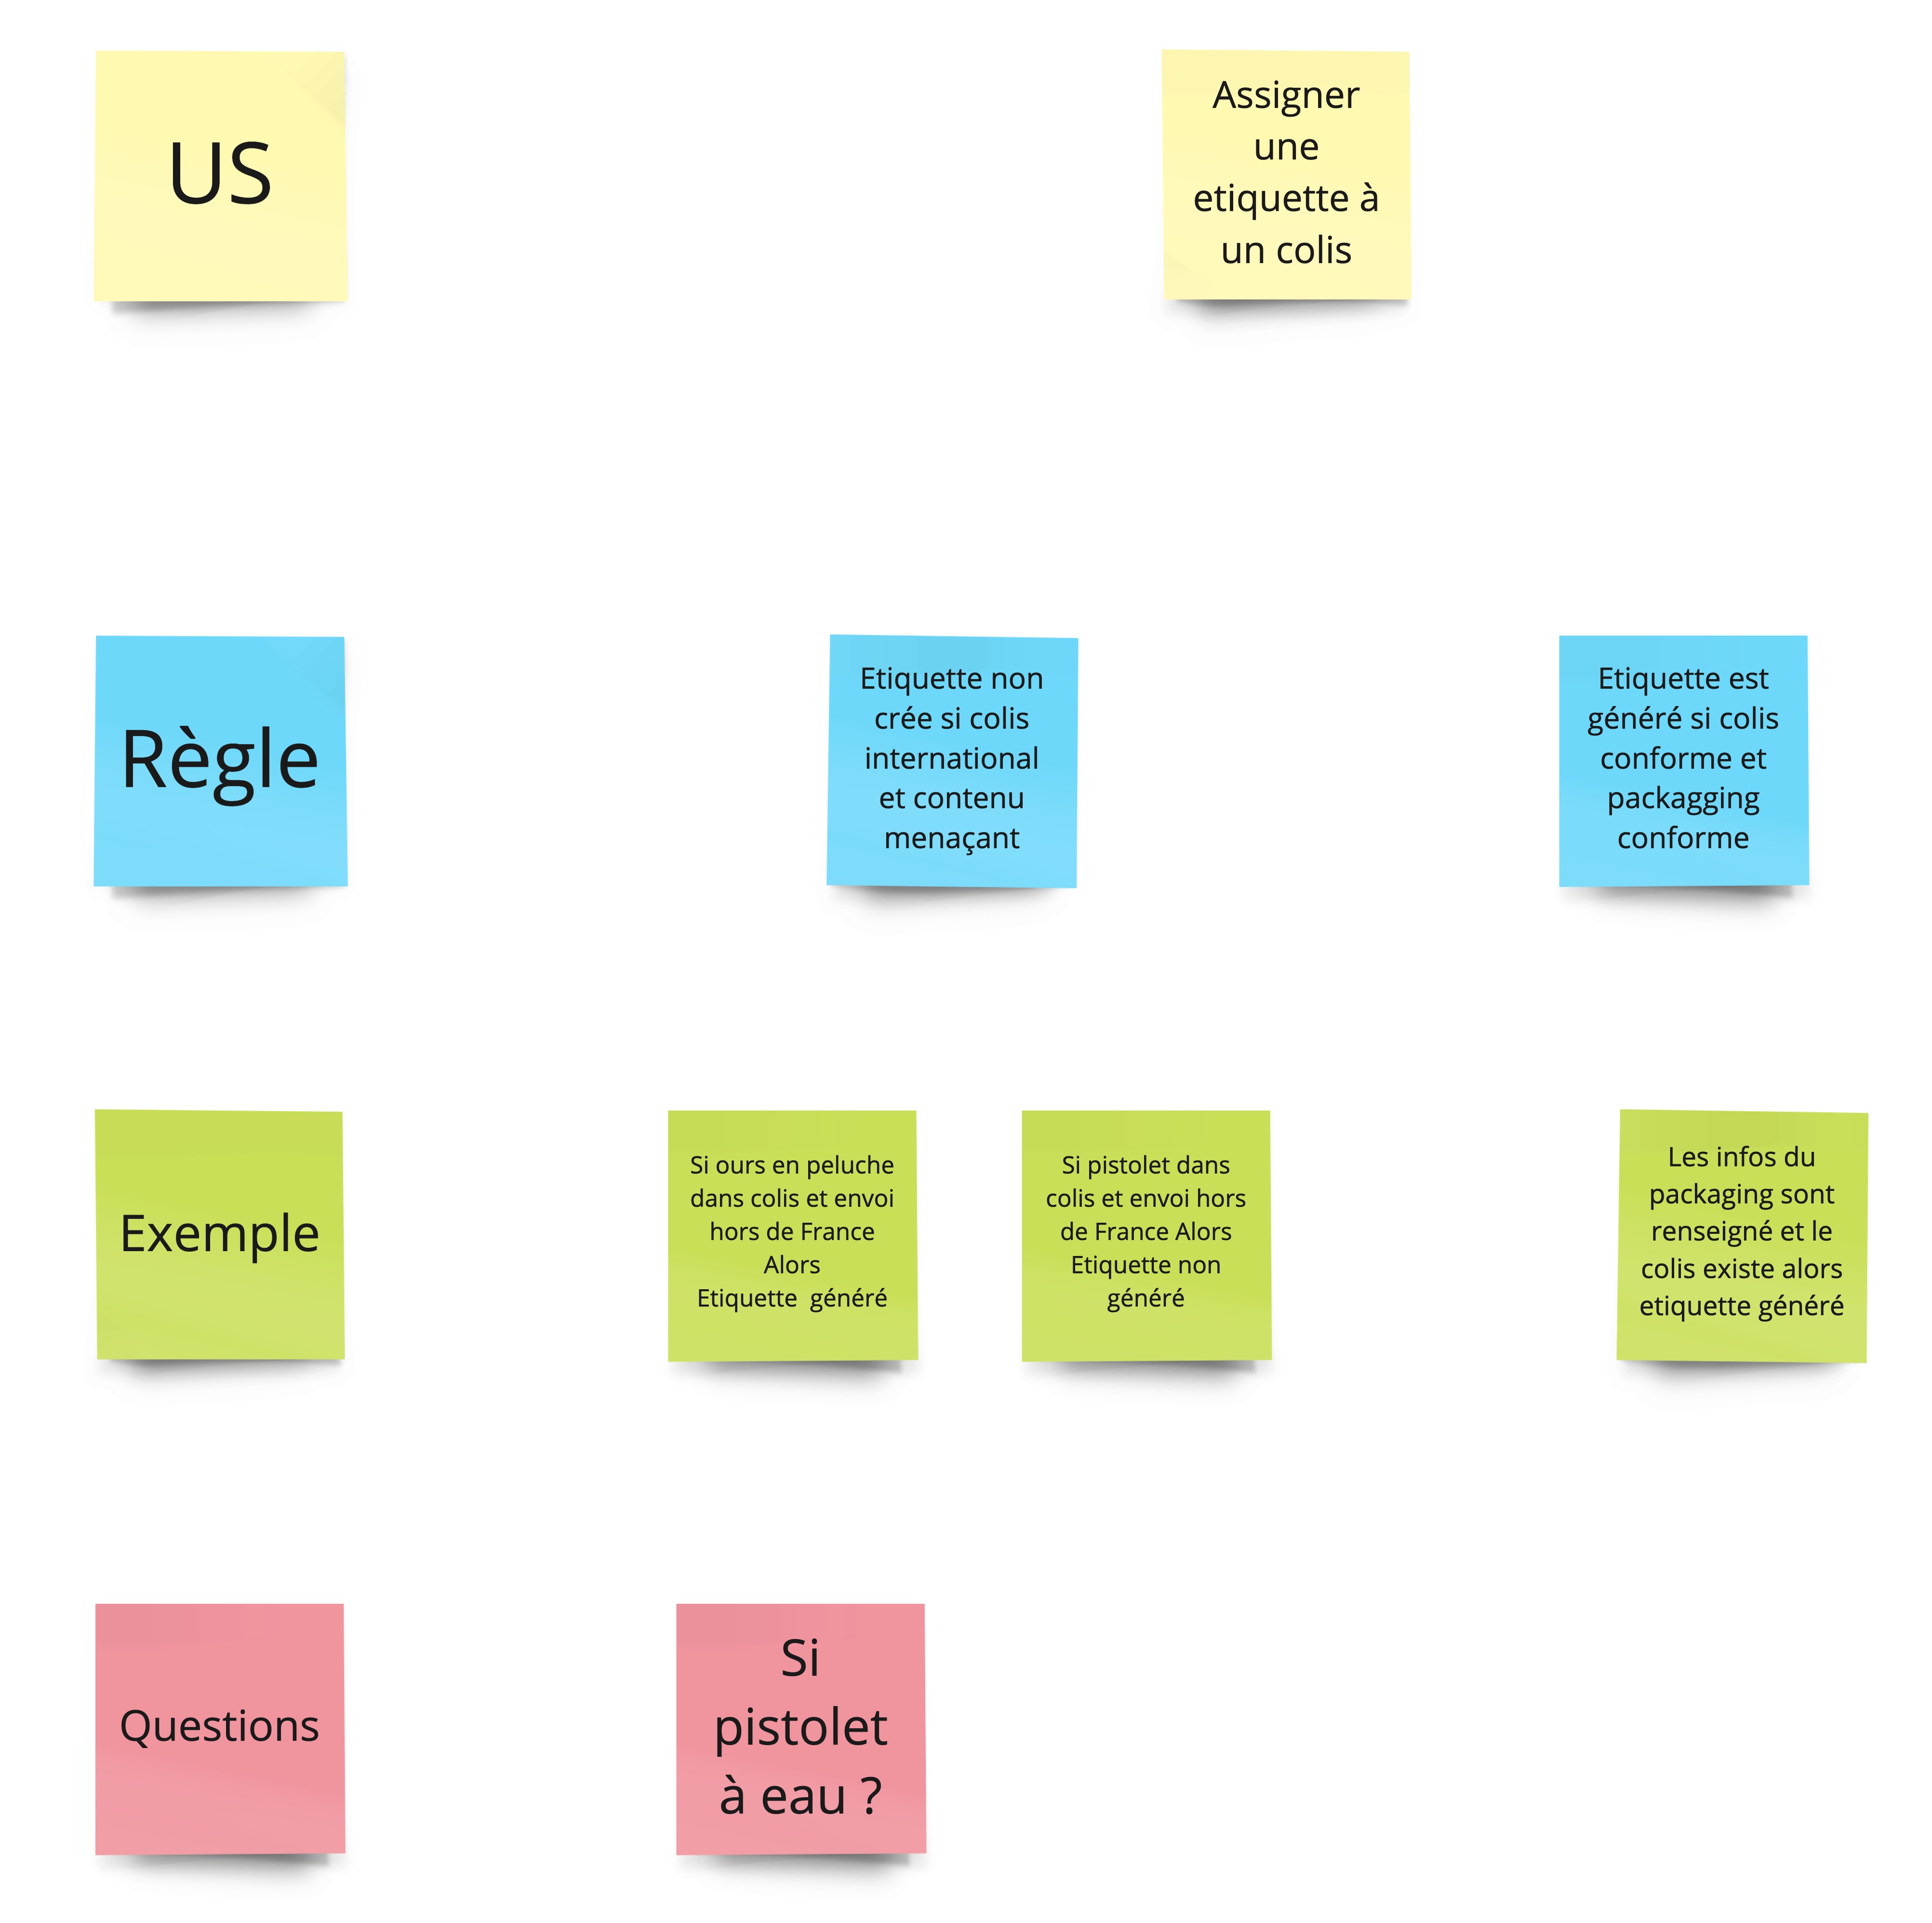 US
Assigner
une
etiquette à
un colis
Règle
Etiquette non
crée si colis
international
et contenu
menaçant
Etiquette est
généré si colis
conforme et
packagging
conforme
Exemple
Si ours en peluche
dans colis et envoi
hors de France
Alors
Etiquette  généré
Si pistolet dans
colis et envoi hors
de France Alors
Etiquette non
généré
Les infos du
packaging sont
renseigné et le
colis existe alors
etiquette généré
Questions
Si
pistolet
à eau ?